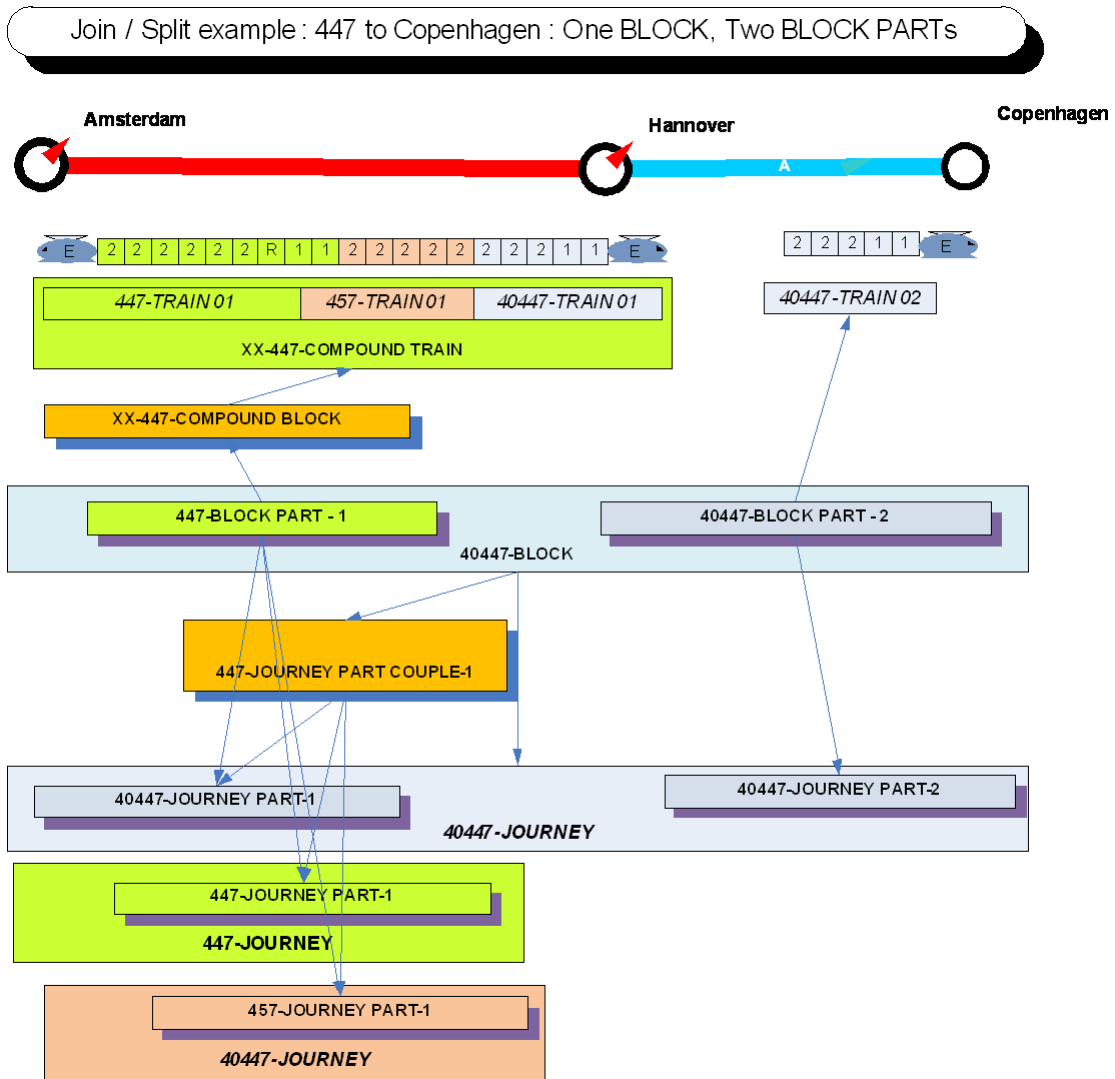 Join / Split example : 447 to Copenhagen : One BLOCK, Two BLOCK PARTs
Amsterdam
Hannover
Copenhagen
A
E 2 2 2 2 2 2 R 1 1 2 2 2 2 2 2 2 2 1 1 E
2 2 2 1 1 E
447-TRAIN 01 457-TRAIN 01 40447-TRAIN 01
40447-TRAIN 02
XX-447-COMPOUND TRAIN
XX-447-COMPOUND BLOCK
447-BLOCK PART - 1
40447-BLOCK PART - 2
40447-BLOCK
447-JOURNEY PART COUPLE-1
40447-JOURNEY PART-1
40447-JOURNEY PART-2
40447-JOURNEY
447-JOURNEY PART-1
447-JOURNEY
457-JOURNEY PART-1
40447-JOURNEY